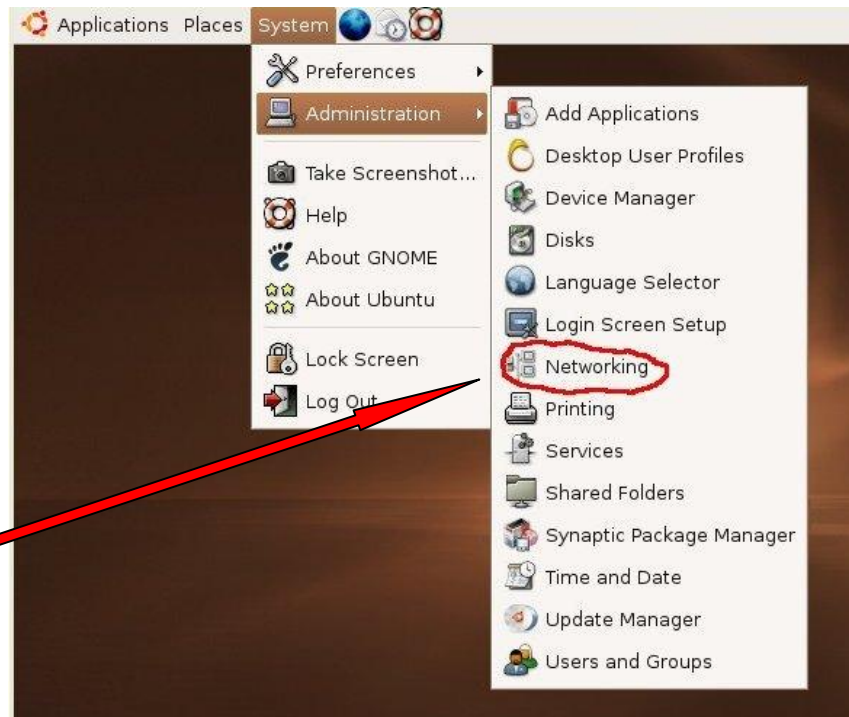 Applications Places System
Preferences
Administration
Take Screenshot...
Help
About GNOME
About Ubuntu
Lock Screen
Log Out
Add Applications
Desktop User Profiles
Device Manager
Disks
Language Selector
Login Screen Setup
Networking
Printing
Services
Shared Folders
Synaptic Package Manager
Time and Date
Update Manager
Users and Groups